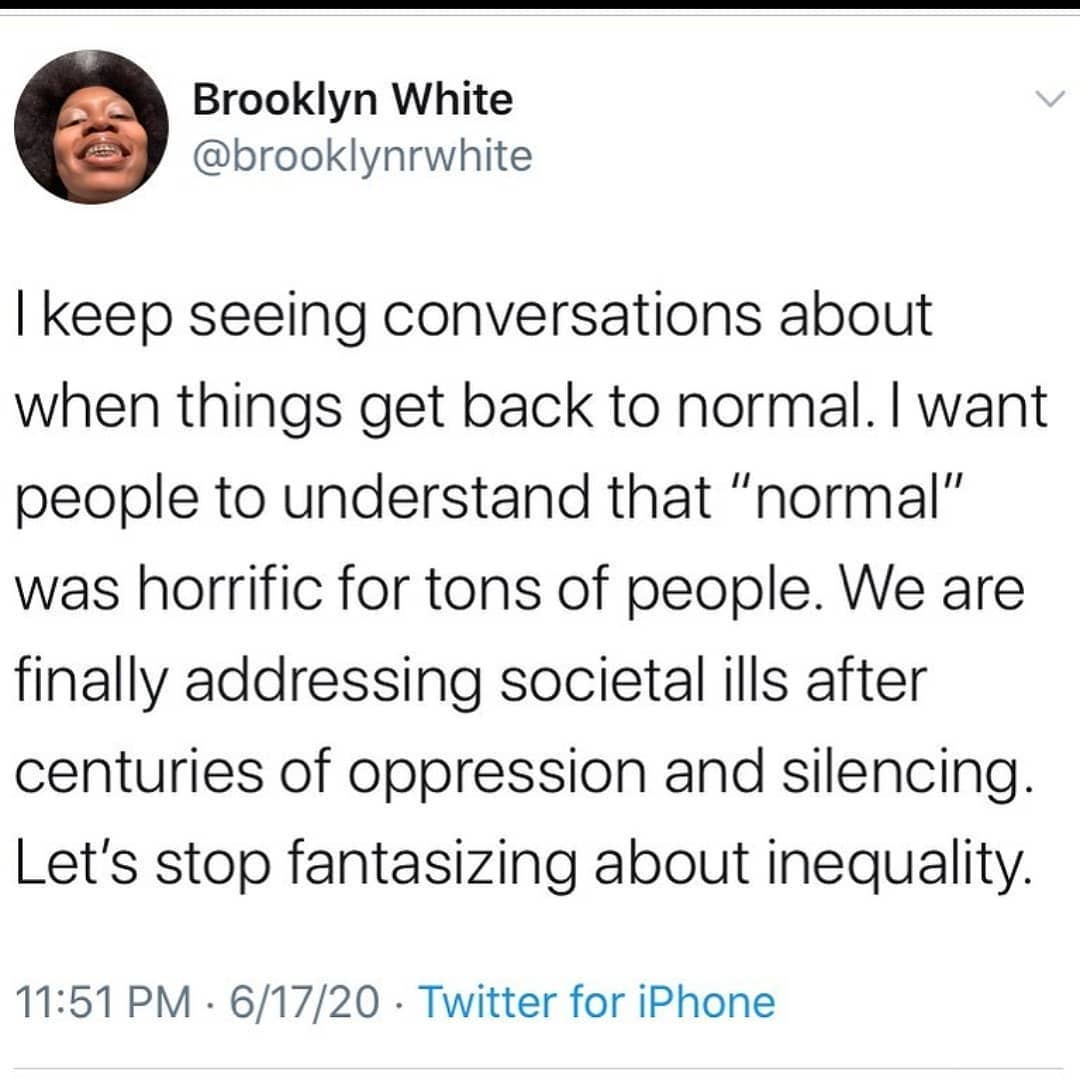 Brooklyn White
@brooklynrwhite
I keep seeing conversations about
when things get back to normal. I want
people to understand that “normal”
was horrific for tons of people. We are
finally addressing societal ills after
centuries of oppression and silencing.
Let’s stop fantasizing about inequality.
11:51 PM · 6/17/20 · Twitter for iPhone